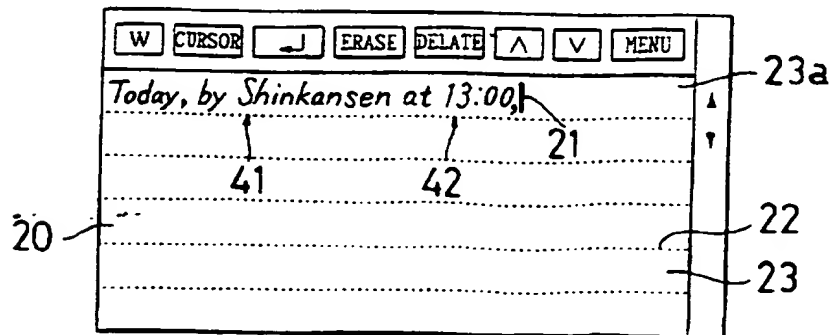 W CURSOR ↵ ERASE DELATE ∧ ∨ MENU
23a
Today, by Shinkansen at 13:00,
21
41 42
22
20
23